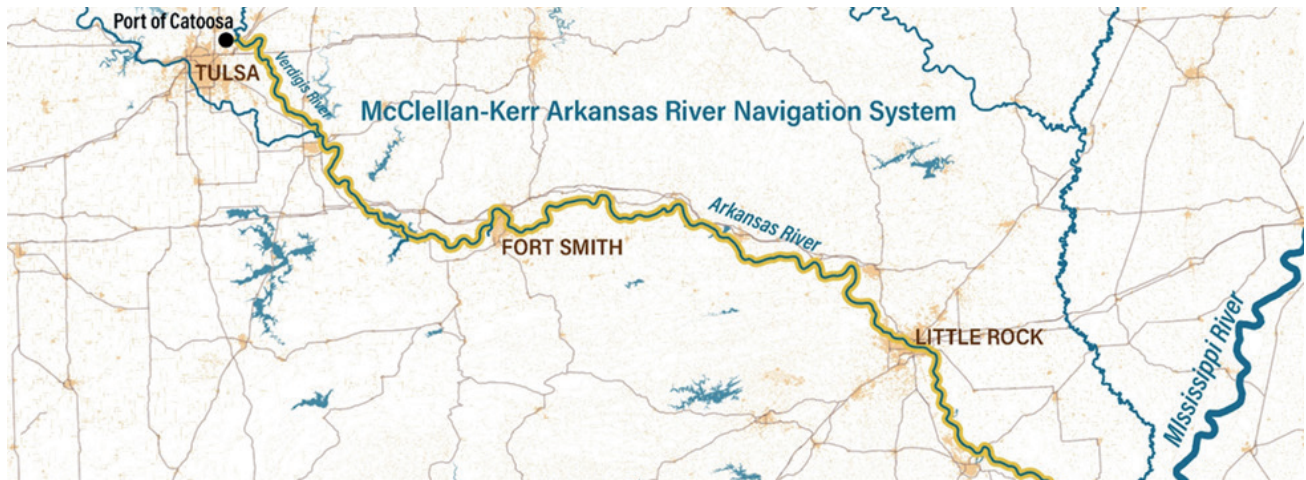 Port of Catoosa
TULSA
Verdigis River
McClellan-Kerr Arkansas River Navigation System
Arkansas River
FORT SMITH
LITTLE ROCK
MIssissippi River